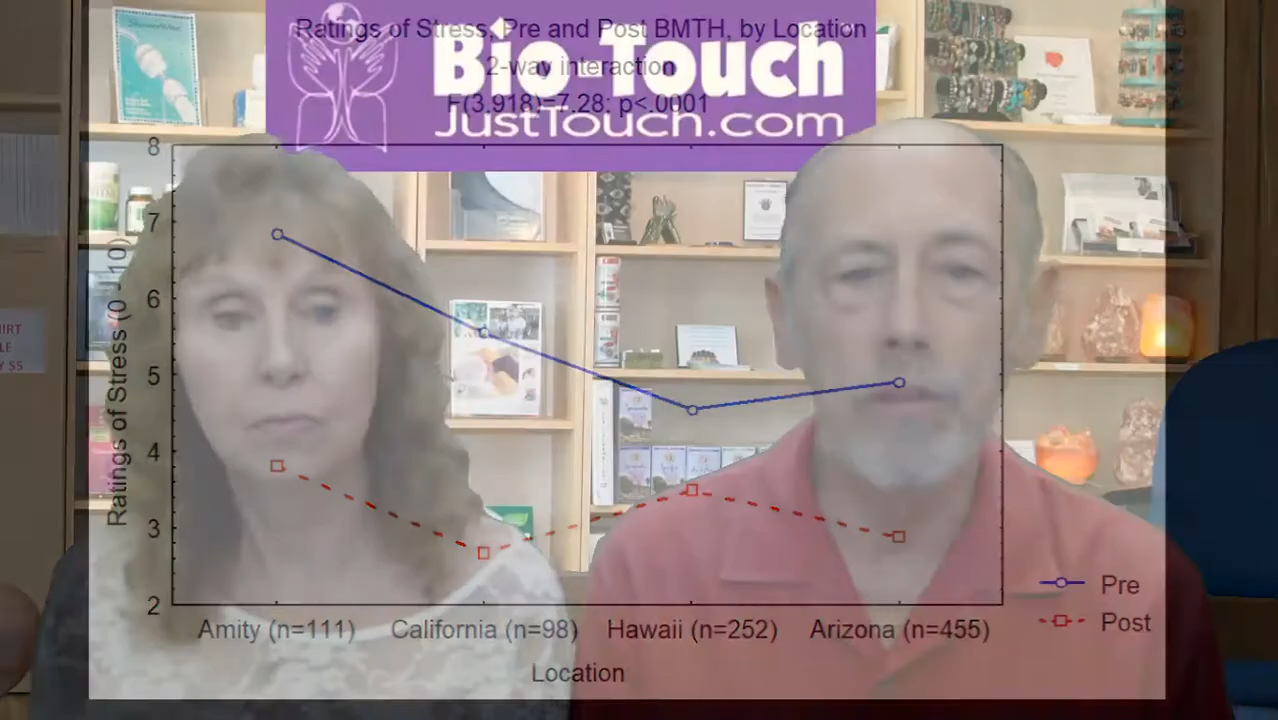 Ratings of Stress, Pre and Post BMTH, by Location
2-way interaction
F(3.918)=7.28; p<.0001
Bio Touch
JustTouch.com
Ratings of Stress (0 - 10)
8
7
6
5
4
3
2
Amity (n=111) California (n=98) Hawaii (n=252) Arizona (n=455)
Location
Pre
Post
$5